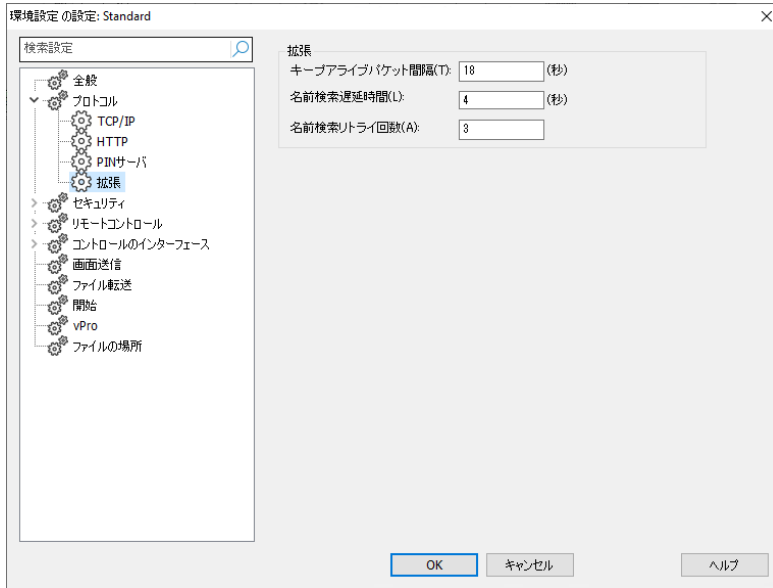 環境設定 の設定: Standard
検索設定
全般
プロトコル
TCP/IP
HTTP
PINサーバ
拡張
セキュリティ
リモートコントロール
コントロールのインターフェース
画面送信
ファイル転送
開始
vPro
ファイルの場所
拡張
キープアライブパケット間隔(T): 18 (秒)
名前検索遅延時間(L): 4 (秒)
名前検索リトライ回数(A): 3
OK キャンセル ヘルプ